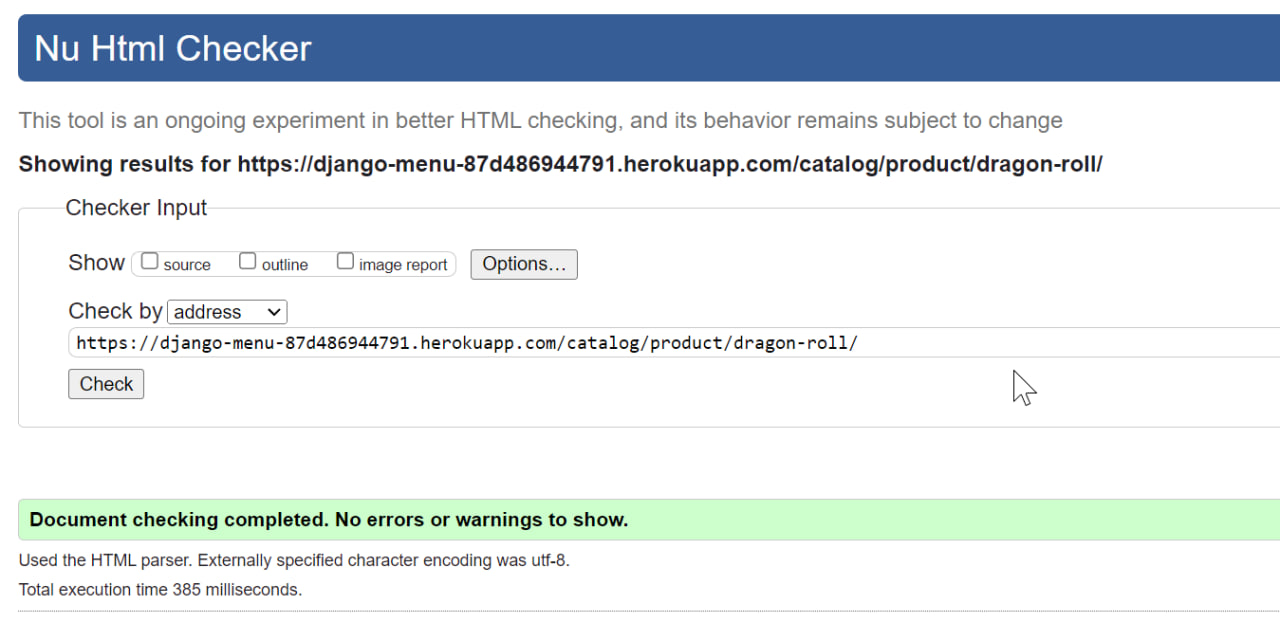 Nu Html Checker
This tool is an ongoing experiment in better HTML checking, and its behavior remains subject to change
Showing results for https://django-menu-87d486944791.herokuapp.com/catalog/product/dragon-roll/
Checker Input
Show source outline image report Options...
Check by address
https://django-menu-87d486944791.herokuapp.com/catalog/product/dragon-roll/
Check
Document checking completed. No errors or warnings to show.
Used the HTML parser. Externally specified character encoding was utf-8.
Total execution time 385 milliseconds.